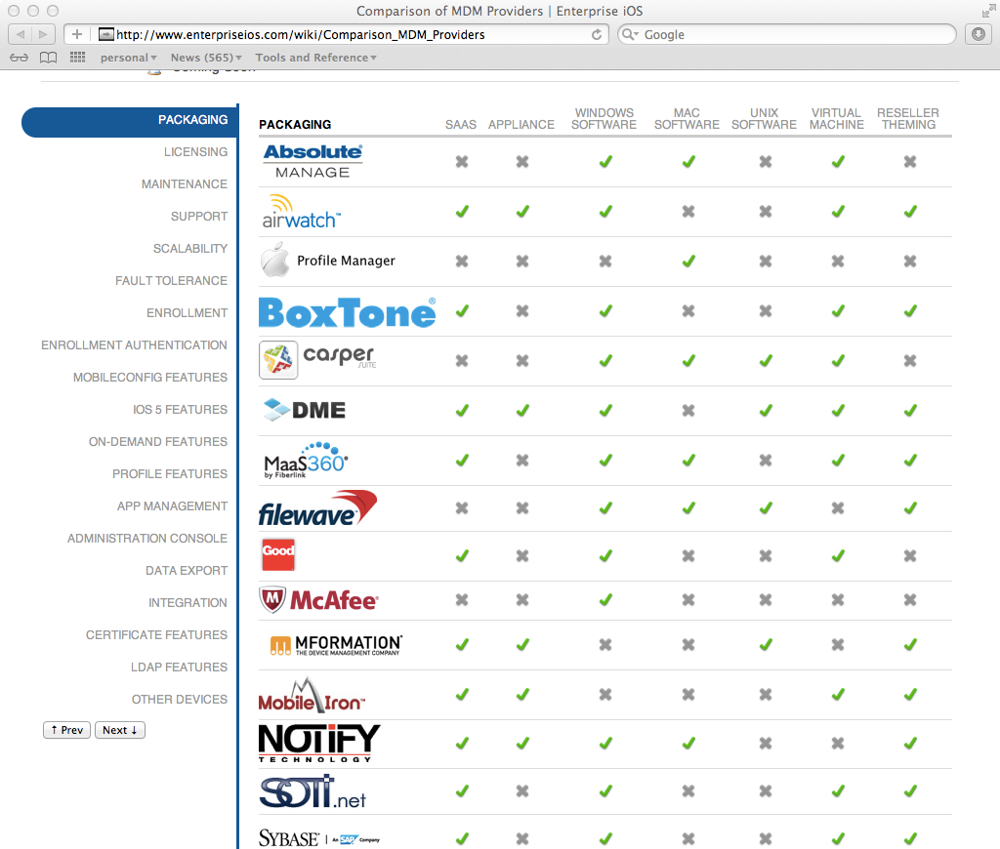 Comparison of MDM Providers | Enterprise iOS
http://www.enterpriseios.com/wiki/Comparison_MDM_Providers
Google
personal News (565) Tools and Reference
Coming Soon
PACKAGING
LICENSING
MAINTENANCE
SUPPORT
SCALABILITY
FAULT TOLERANCE
ENROLLMENT
ENROLLMENT AUTHENTICATION
MOBILECONFIG FEATURES
IOS 5 FEATURES
ON-DEMAND FEATURES
PROFILE FEATURES
APP MANAGEMENT
ADMINISTRATION CONSOLE
DATA EXPORT
INTEGRATION
CERTIFICATE FEATURES
LDAP FEATURES
OTHER DEVICES
↑ Prev Next ↓
PACKAGING SAAS APPLIANCE WINDOWS SOFTWARE MAC SOFTWARE UNIX SOFTWARE VIRTUAL MACHINE RESELLER THEMING
Absolute®
MANAGE
airwatch™
Profile Manager
BoxTone®
casper
SUITE
DME
MaaS360®
by Fiberlink
filewave
Good
McAfee®
MFORMATION®
THE DEVICE MANAGEMENT COMPANY
MobileIron™
NOTiFY
TECHNOLOGY
SOTI.net
SYBASE® | An SAP Company